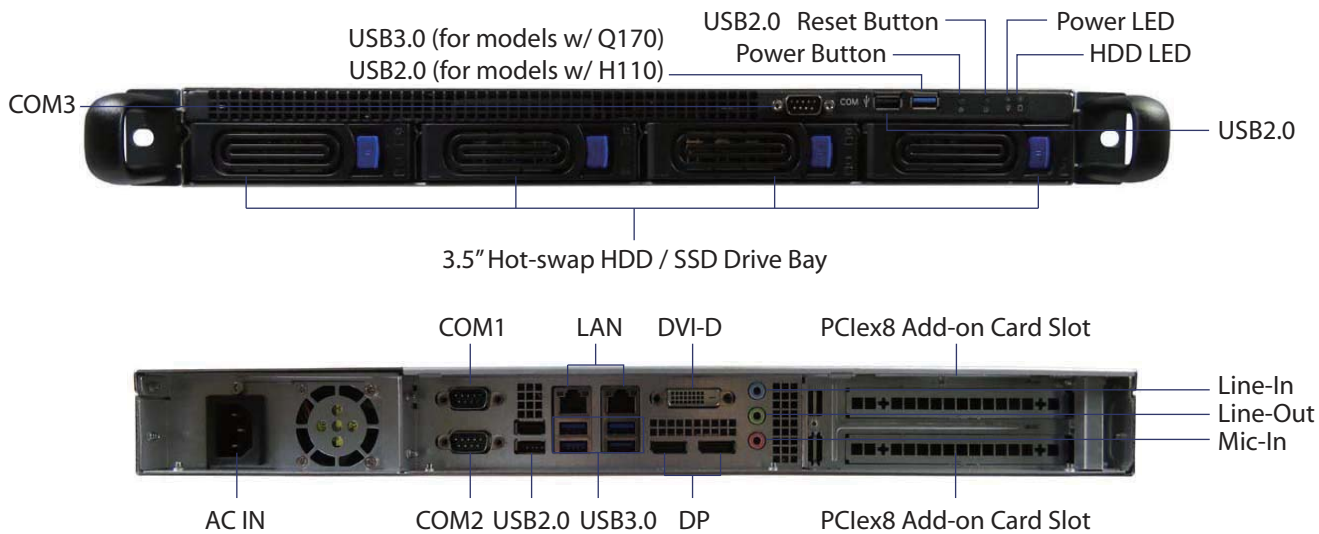 USB2.0 Reset Button Power LED
USB3.0 (for models w/ Q170) Power Button HDD LED
USB2.0 (for models w/ H110)
COM3 COM
USB2.0
3.5" Hot-swap HDD / SSD Drive Bay
COM1 LAN DVI-D PCIex8 Add-on Card Slot
Line-In
Line-Out
Mic-In
AC IN COM2 USB2.0 USB3.0 DP PCIex8 Add-on Card Slot